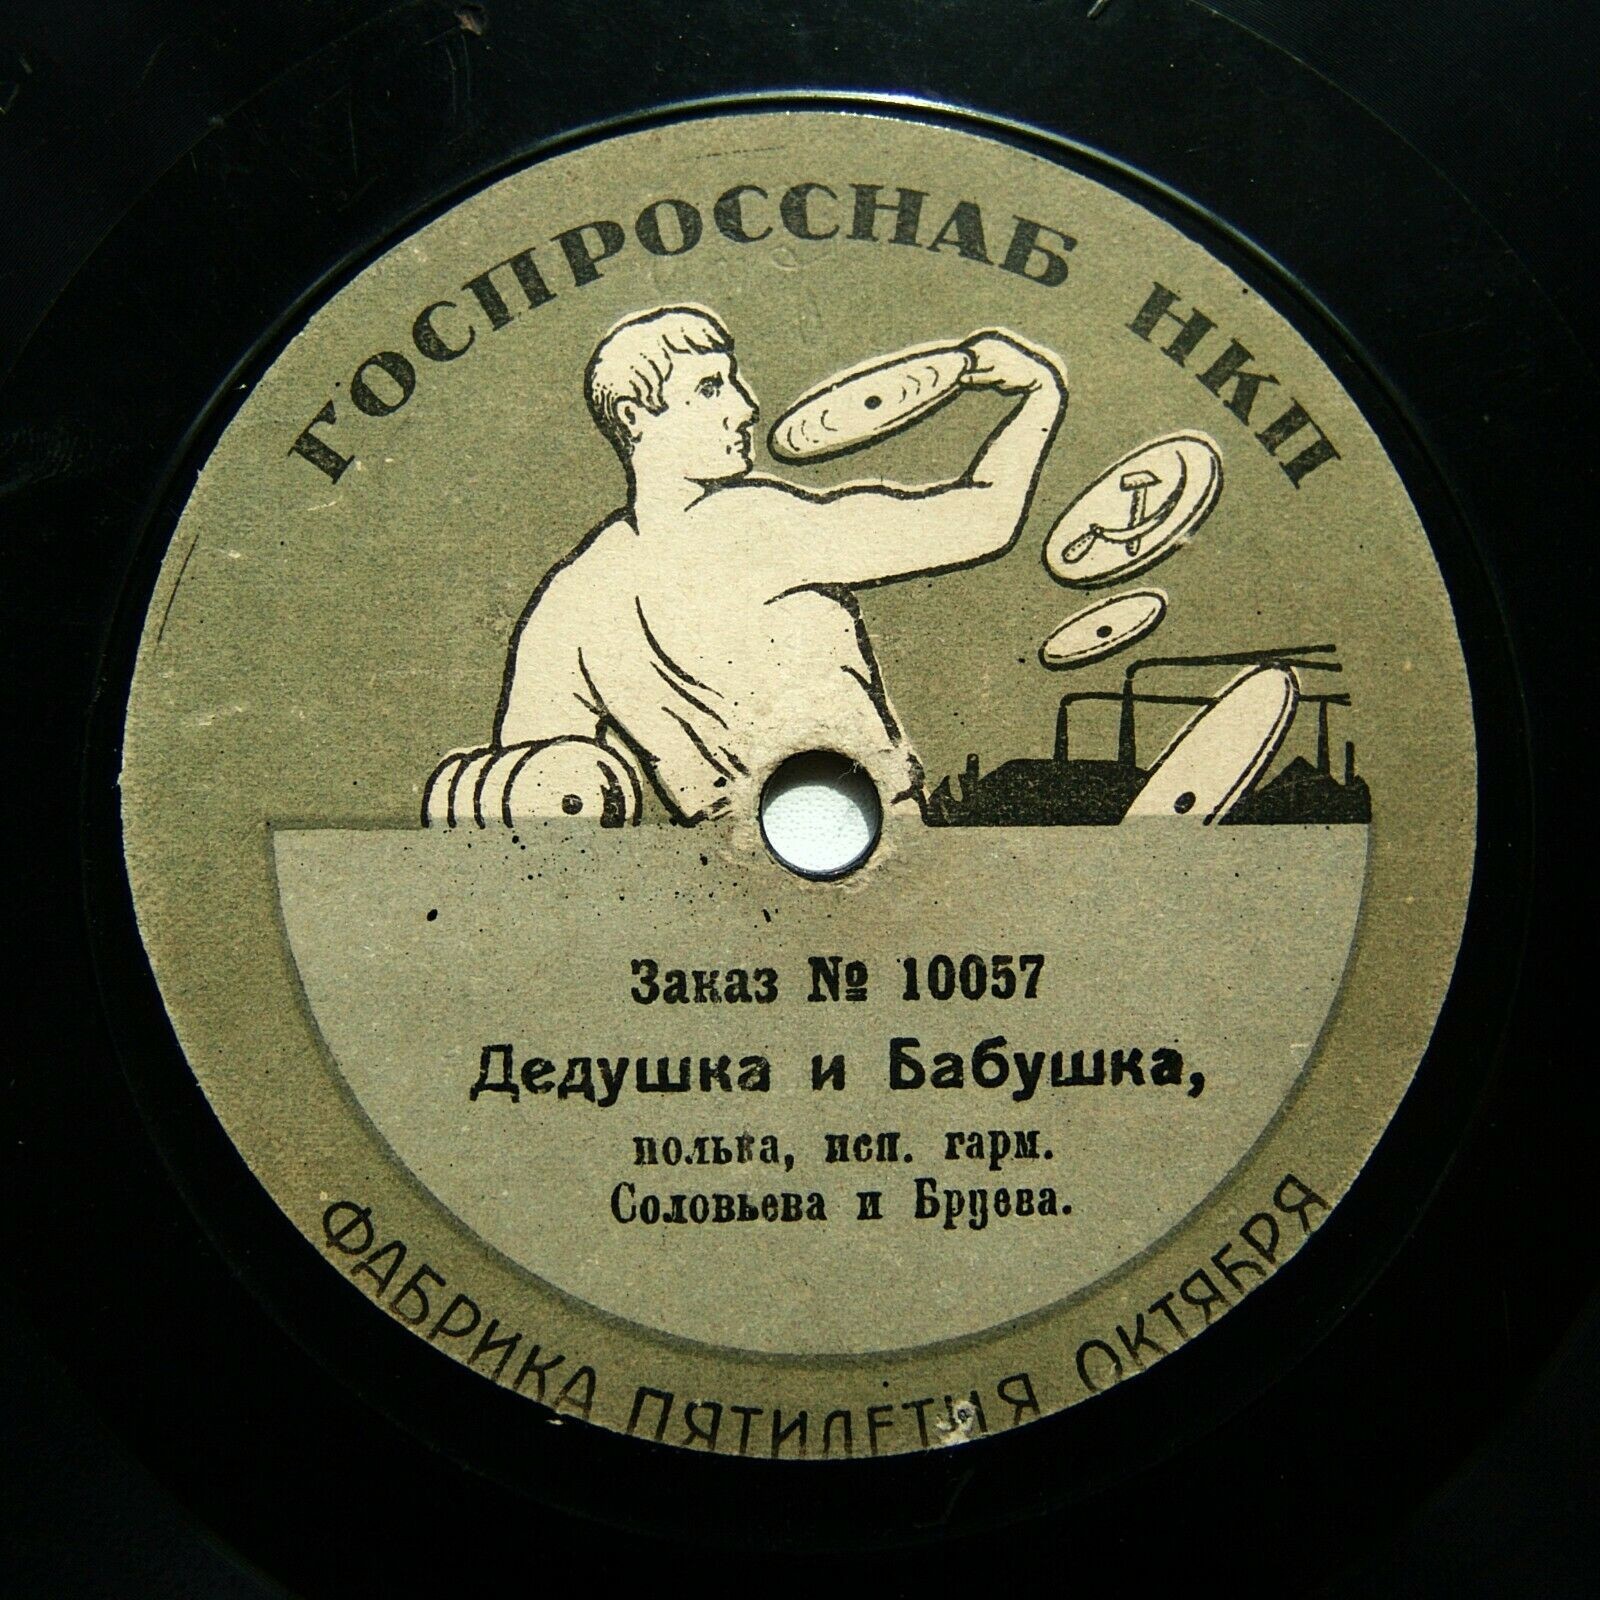 ГОСПРОССНАБ НКП
Заказ № 10057
Дедушка и Бабушка,
полька, исп. гарм.
Соловьева и Бруева.
ФАБРИКА ПЯТИЛЕТИЯ ОКТЯБРЯ